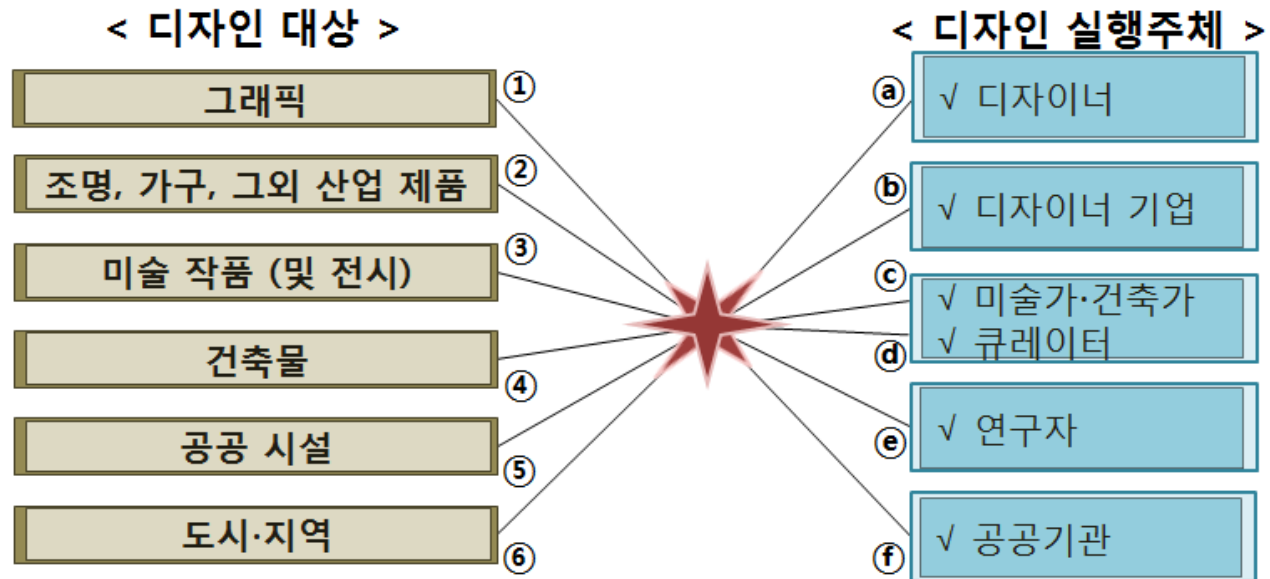 < 디자인 대상 >
① 그래픽
② 조명, 가구, 그외 산업 제품
③ 미술 작품 (및 전시)
④ 건축물
⑤ 공공 시설
⑥ 도시·지역
< 디자인 실행주체 >
ⓐ √ 디자이너
ⓑ √ 디자이너 기업
ⓒ √ 미술가·건축가
ⓓ √ 큐레이터
ⓔ √ 연구자
ⓕ √ 공공기관